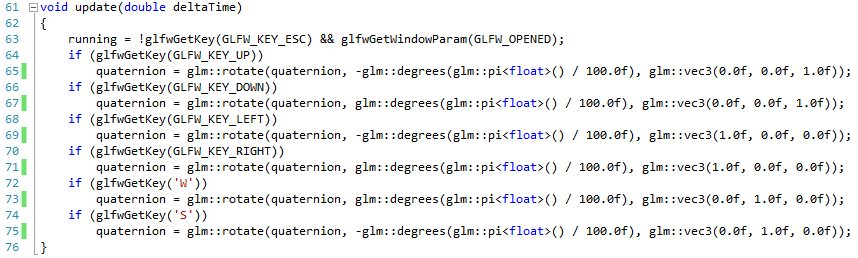 61 void update(double deltaTime)
62 {
63 running = !glfwGetKey(GLFW_KEY_ESC) && glfwGetWindowParam(GLFW_OPENED);
64 if (glfwGetKey(GLFW_KEY_UP))
65 quaternion = glm::rotate(quaternion, -glm::degrees(glm::pi<float>() / 100.0f), glm::vec3(0.0f, 0.0f, 1.0f));
66 if (glfwGetKey(GLFW_KEY_DOWN))
67 quaternion = glm::rotate(quaternion, glm::degrees(glm::pi<float>() / 100.0f), glm::vec3(0.0f, 0.0f, 1.0f));
68 if (glfwGetKey(GLFW_KEY_LEFT))
69 quaternion = glm::rotate(quaternion, -glm::degrees(glm::pi<float>() / 100.0f), glm::vec3(1.0f, 0.0f, 0.0f));
70 if (glfwGetKey(GLFW_KEY_RIGHT))
71 quaternion = glm::rotate(quaternion, glm::degrees(glm::pi<float>() / 100.0f), glm::vec3(1.0f, 0.0f, 0.0f));
72 if (glfwGetKey('W'))
73 quaternion = glm::rotate(quaternion, glm::degrees(glm::pi<float>() / 100.0f), glm::vec3(0.0f, 1.0f, 0.0f));
74 if (glfwGetKey('S'))
75 quaternion = glm::rotate(quaternion, -glm::degrees(glm::pi<float>() / 100.0f), glm::vec3(0.0f, 1.0f, 0.0f));
76 }